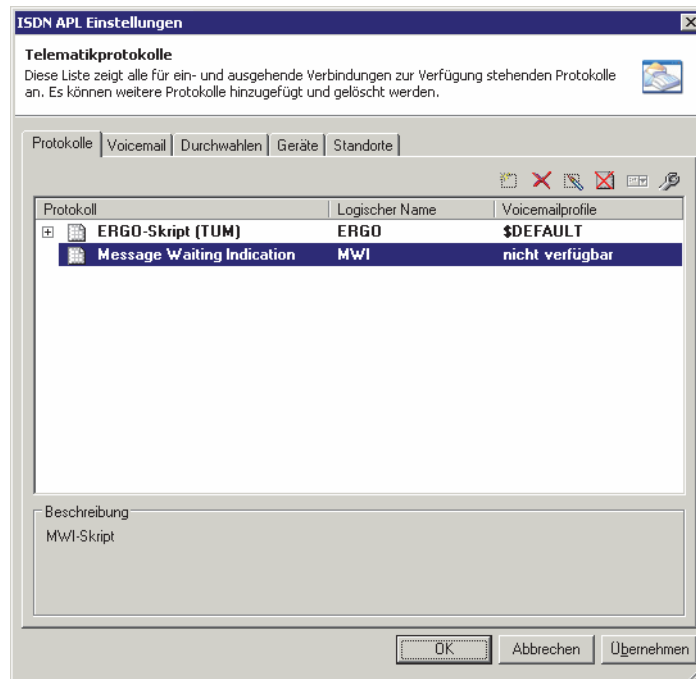 ISDN APL Einstellungen
Telematikprotokolle
Diese Liste zeigt alle für ein- und ausgehende Verbindungen zur Verfügung stehenden Protokolle
an. Es können weitere Protokolle hinzugefügt und gelöscht werden.
Protokolle Voicemail Durchwahlen Geräte Standorte
Protokoll Logischer Name Voicemailprofile
ERGO-Skript (TUM) ERGO $DEFAULT
Message Waiting Indication MWI nicht verfügbar
Beschreibung
MWI-Skript
OK Abbrechen Übernehmen